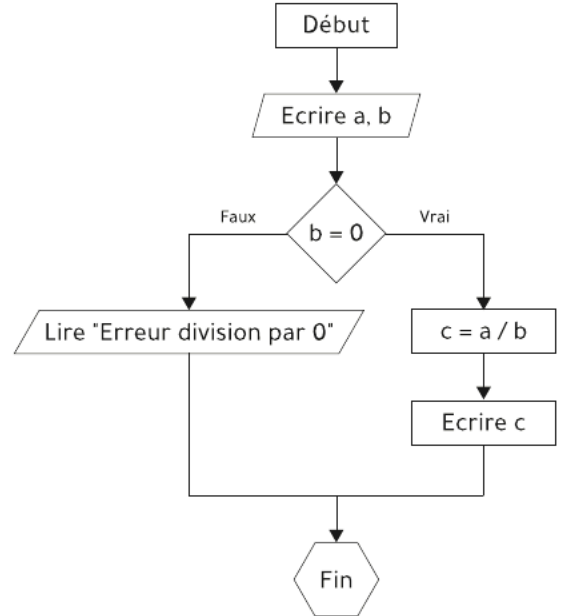 Début
Ecrire a, b
b = 0
Faux
Vrai
Lire "Erreur division par 0"
c = a / b
Ecrire c
Fin